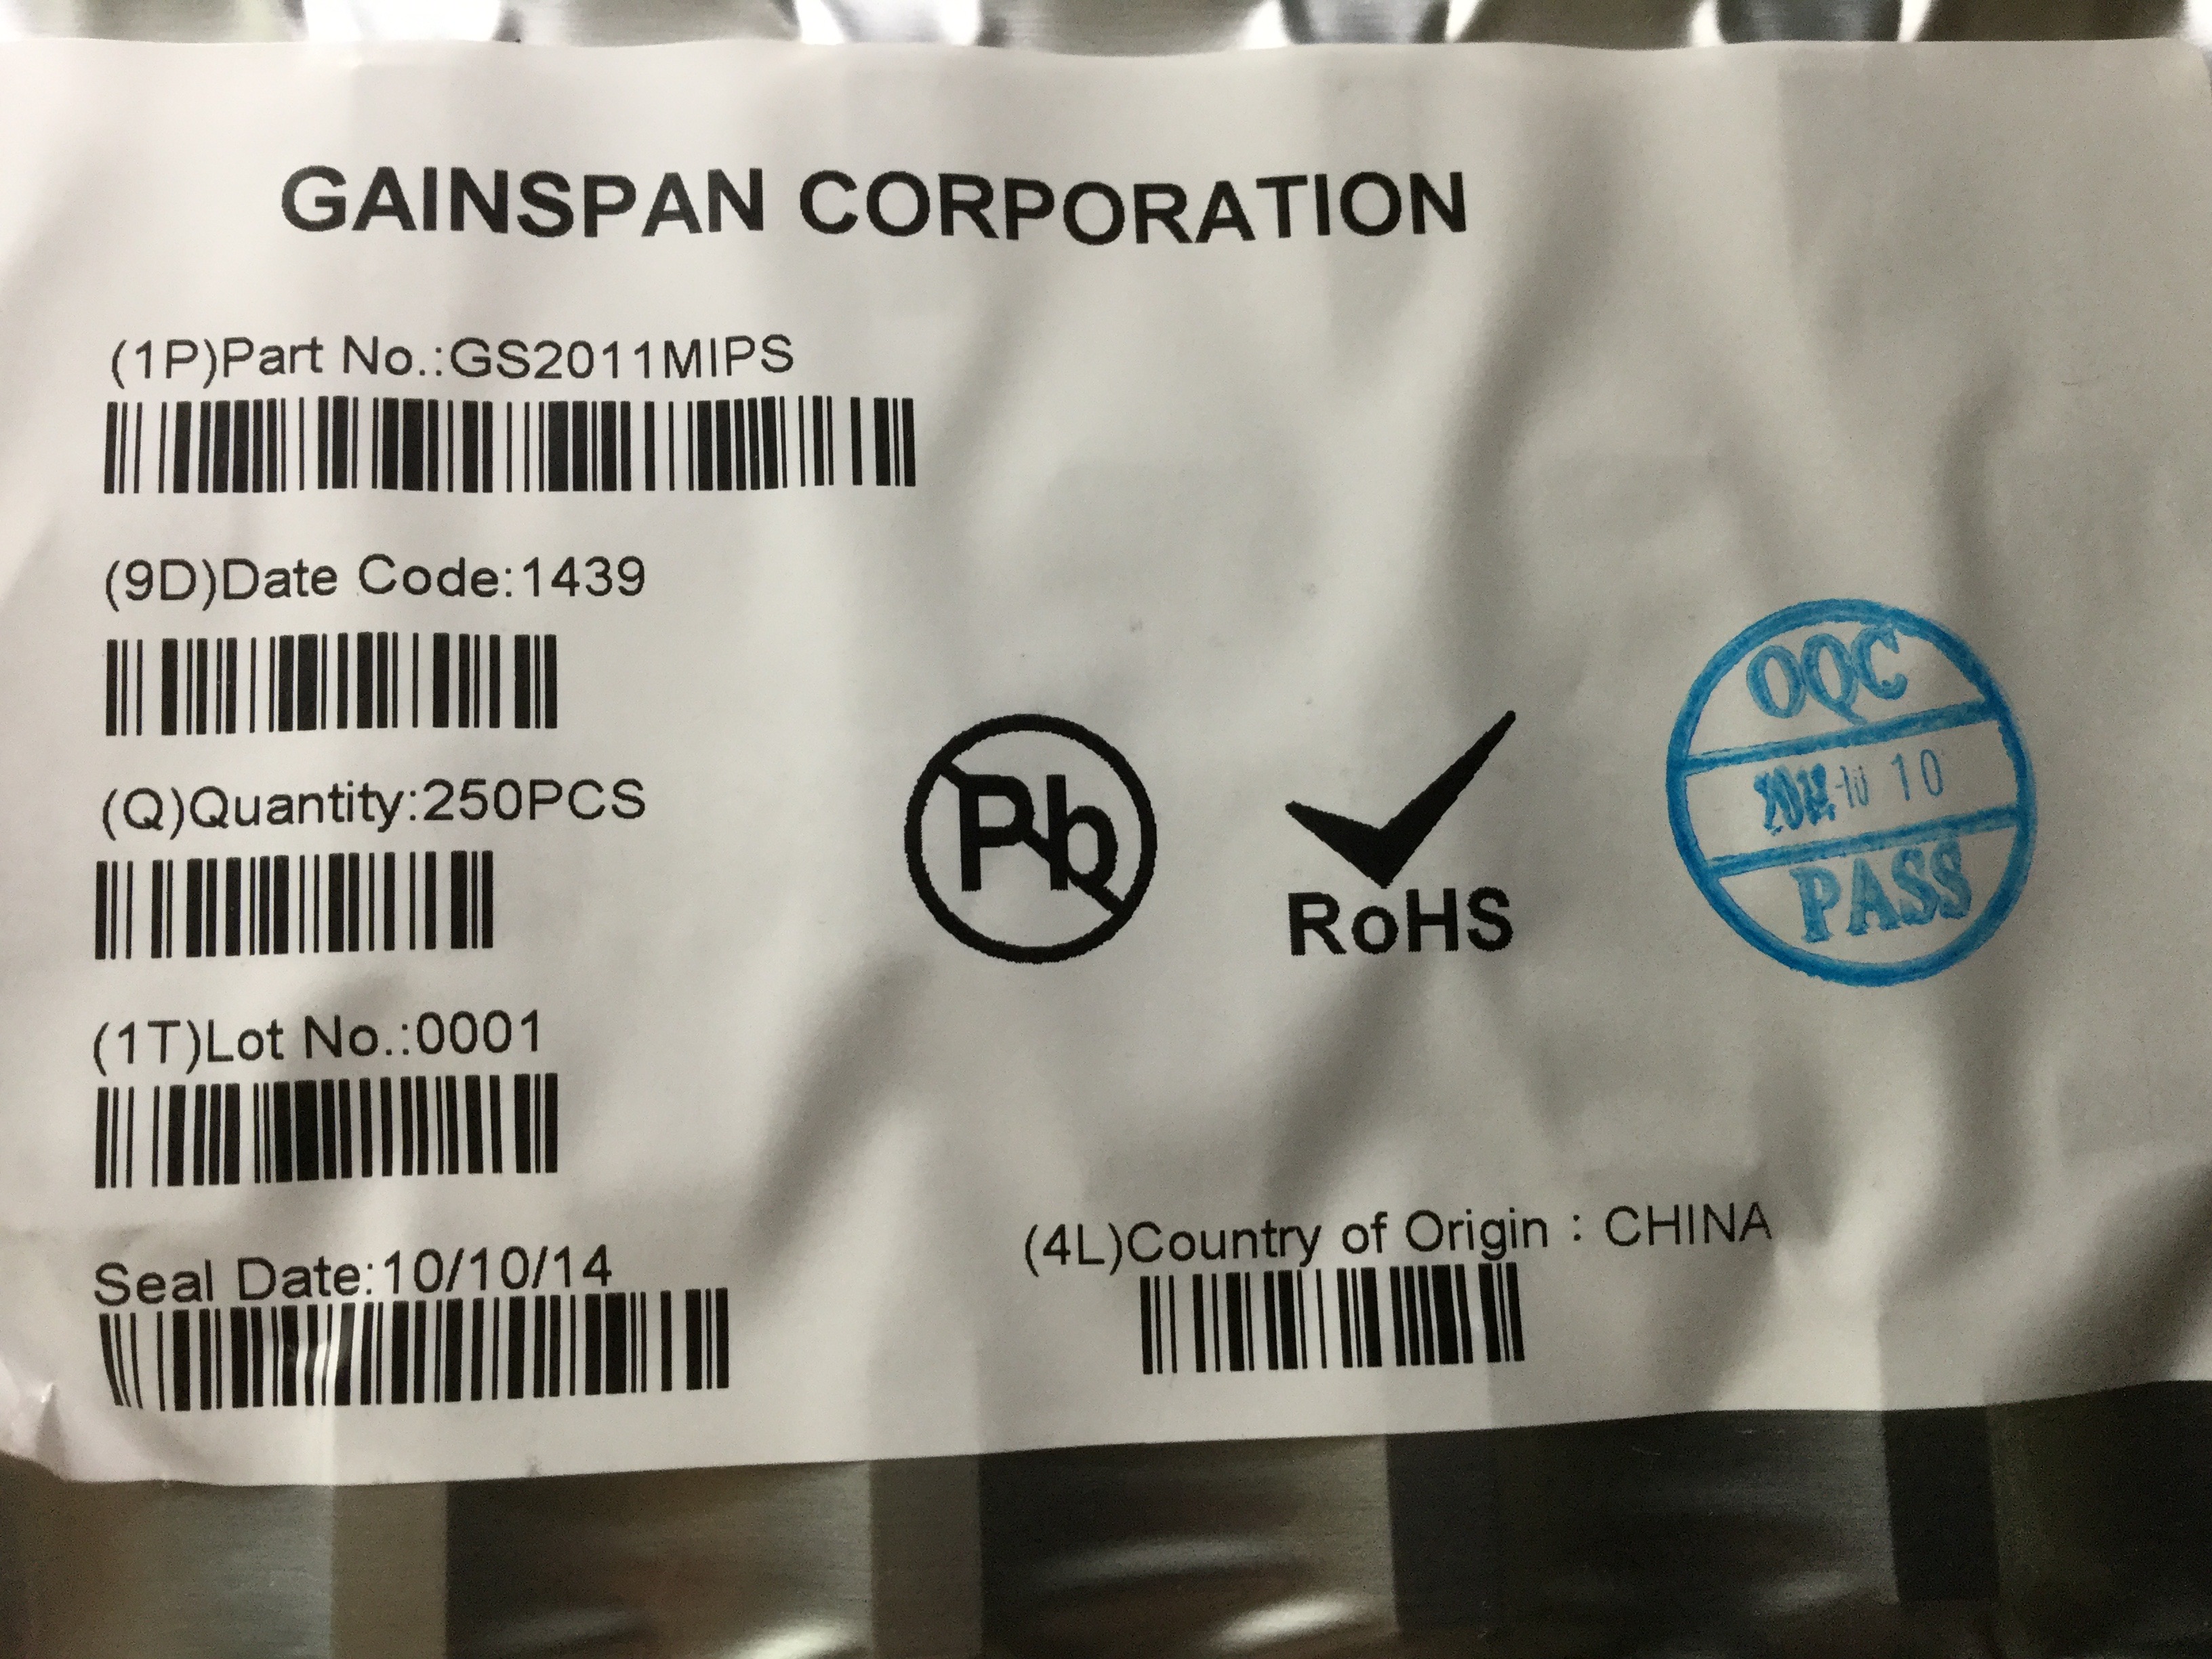 GAINSPAN CORPORATION
(1P)Part No.:GS2011MIPS
(9D)Date Code:1439
(Q)Quantity:250PCS
(1T)Lot No.:0001
Seal Date:10/10/14
Pb
RoHS
OQC
10 10
PASS
(4L)Country of Origin : CHINA